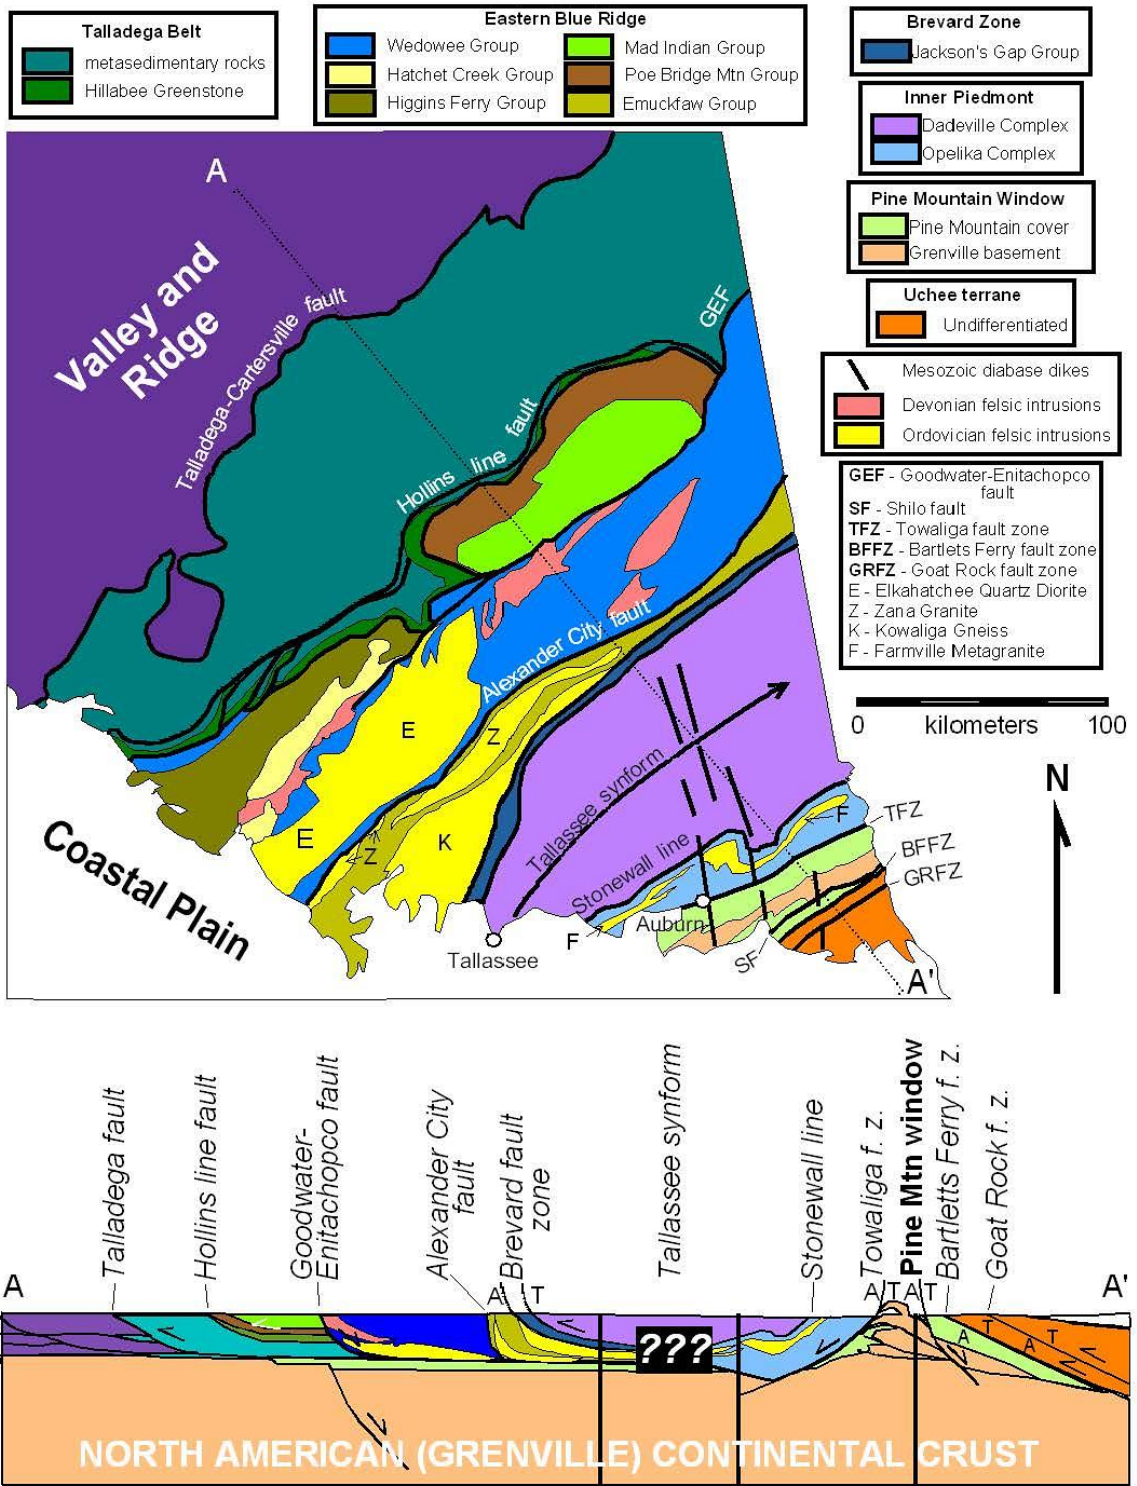 Talladega Belt
metasedimentary rocks
Hillabee Greenstone
Eastern Blue Ridge
Wedowee Group
Hatchet Creek Group
Higgins Ferry Group
Mad Indian Group
Poe Bridge Mtn Group
Emuckfaw Group
Brevard Zone
Jackson's Gap Group
Inner Piedmont
Dadeville Complex
Opelika Complex
Pine Mountain Window
Pine Mountain cover
Grenville basement
Uchee terrane
Undifferentiated
Mesozoic diabase dikes
Devonian felsic intrusions
Ordovician felsic intrusions
GEF - Goodwater-Enitachopco
fault
SF - Shilo fault
TFZ - Towaliga fault zone
BFFZ - Bartlets Ferry fault zone
GRFZ - Goat Rock fault zone
E - Elkahatchee Quartz Diorite
Z - Zana Granite
K - Kowaliga Gneiss
F - Farmville Metagranite
0 kilometers 100
N
A
Valley and
Ridge
Talladega-Cartersville fault
GEF
Hollins line fault
Alexander City fault
E
Z
E
Z
K
Tallassee synform
Stonewall line
F
TFZ
BFFZ
GRFZ
Auburn
F
SF
Tallassee
A'
Coastal Plain
Talladega fault
Hollins line fault
Goodwater-
Enitachopco fault
Alexander City
fault
Brevard fault
zone
Tallassee synform
Stonewall line
Towaliga f. z.
Pine Mtn window
Bartletts Ferry f. z.
Goat Rock f. z.
A
A T
A T A T
A'
???
T
A
T
A
T
NORTH AMERICAN (GRENVILLE) CONTINENTAL CRUST